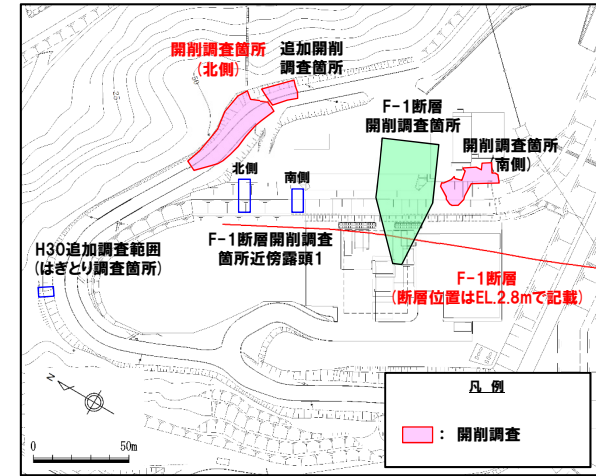 開削調査箇所
(北側)
追加開削
調査箇所
F-1断層
開削調査箇所
開削調査箇所
(南側)
北側
南側
H30追加調査範囲
(はぎとり調査箇所)
F-1断層開削調査
箇所近傍露頭1
F-1断層
(断層位置はEL.2.8mで記載)
N
0 50m
凡 例
: 開削調査